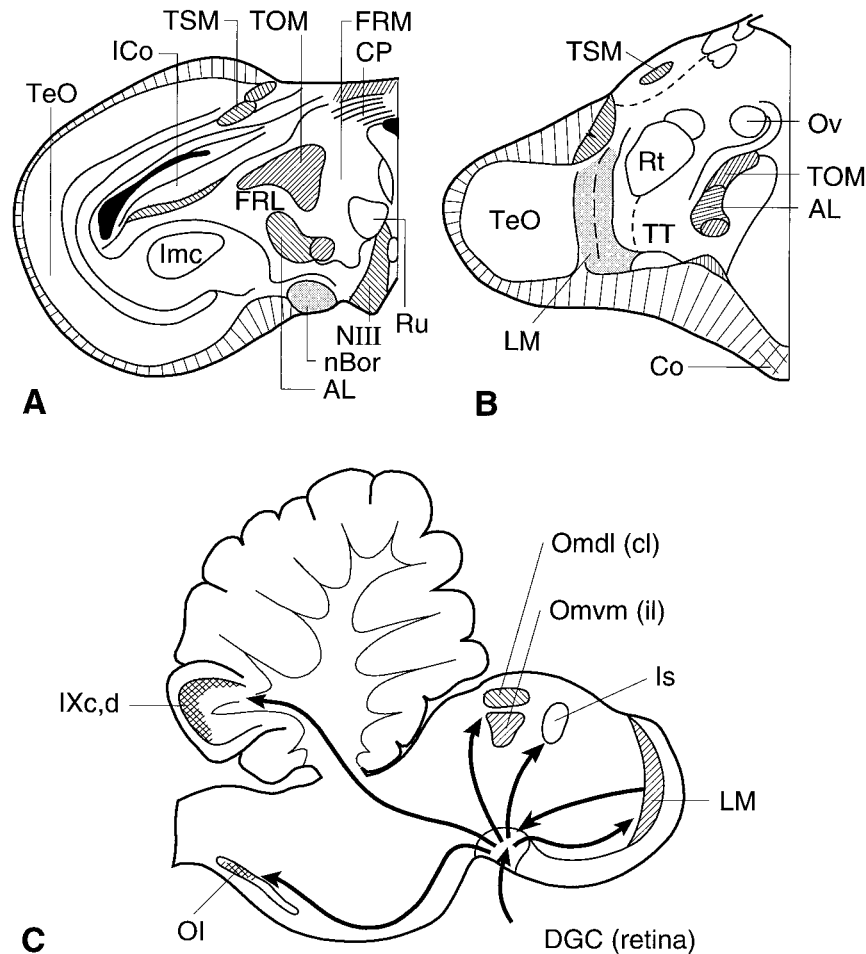 TSM TOM FRM
ICo CP
TeO
FRL
Imc
NIII Ru
nBor
AL
A
TSM
Ov
Rt
TOM
TeO
AL
TT
LM
Co
B
Omdl (cl)
Omvm (il)
Is
IXc,d
LM
OI
DGC (retina)
C